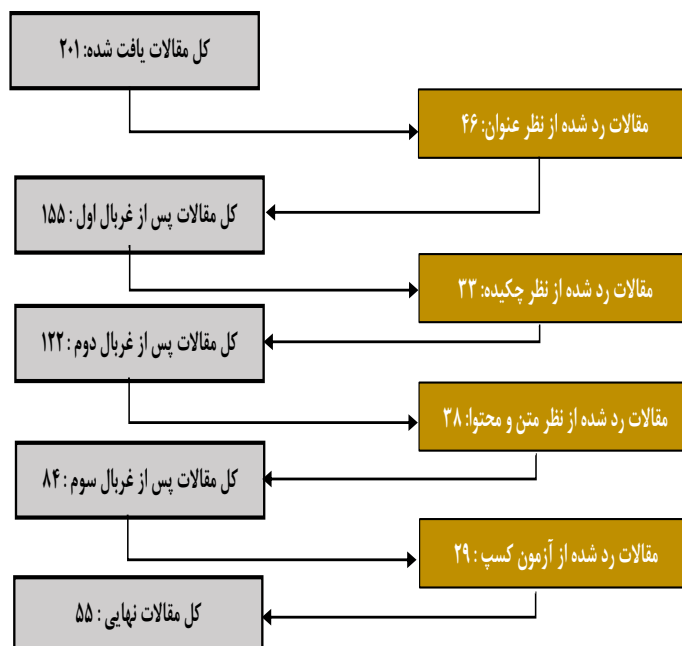 کل مقالات یافت شده: ۲۰۱
مقالات رد شده از نظر عنوان: ۴۶
کل مقالات پس از غربال اول : ۱۵۵
مقالات رد شده از نظر چکیده: ۳۳
کل مقالات پس از غربال دوم : ۱۲۲
مقالات رد شده از نظر متن و محتوا: ۳۸
کل مقالات پس از غربال سوم : ۸۴
مقالات رد شده از آزمون کسپ : ۲۹
کل مقالات نهایی : ۵۵